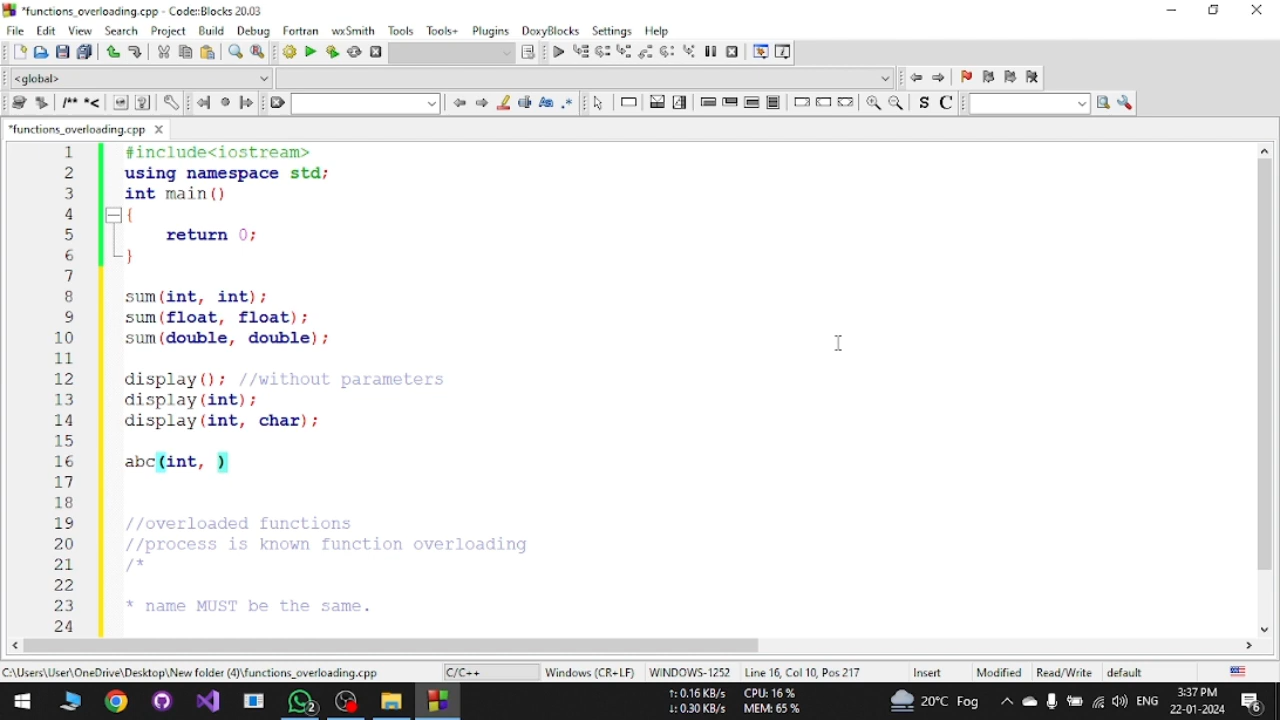 *functions_overloading.cpp - Code::Blocks 20.03
File Edit View Search Project Build Debug Fortran wxSmith Tools Tools+ Plugins DoxyBlocks Settings Help
<global>
/** *<
S C
*functions_overloading.cpp
1 #include<iostream>
2 using namespace std;
3 int main()
4 {
5 return 0;
6 }
7
8 sum(int, int);
9 sum(float, float);
10 sum(double, double);
11
12 display(); //without parameters
13 display(int);
14 display(int, char);
15
16 abc(int, )
17
18
19 //overloaded functions
20 //process is known function overloading
21 /*
22
23 * name MUST be the same.
24
C:\Users\User\OneDrive\Desktop\New folder (4)\functions_overloading.cpp C/C++ Windows (CR+LF) WINDOWS-1252 Line 16, Col 10, Pos 217 Insert Modified Read/Write default
↑: 0.16 KB/s CPU: 16 % 3:37 PM
2 20°C Fog ENG
↓: 0.30 KB/s MEM: 65 % 22-01-2024 6